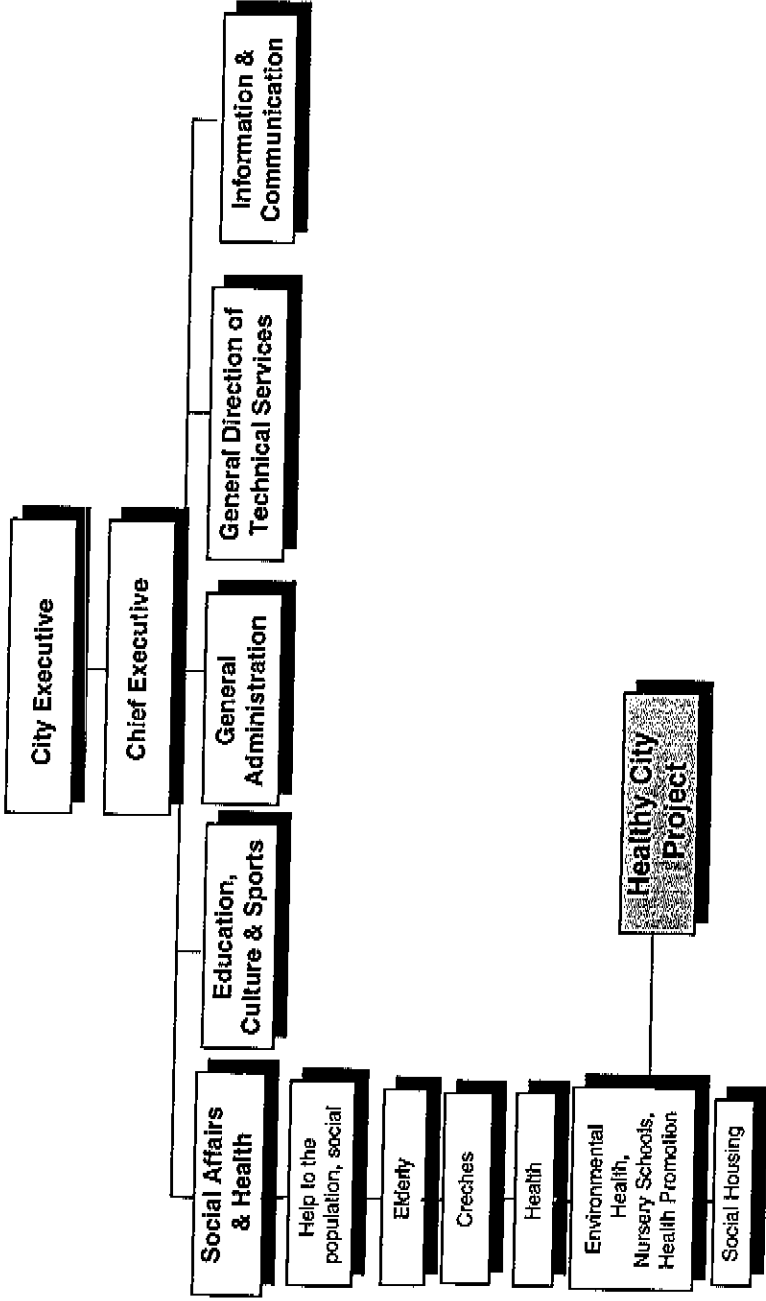 City Executive
Chief Executive
Social Affairs
& Health
Education,
Culture & Sports
General
Administration
General Direction of
Technical Services
Information &
Communication
Help to the
population, social
Elderly
Creches
Health
Environmental
Health,
Nursery Schools,
Health Promotion
Social Housing
Healthy City
Project